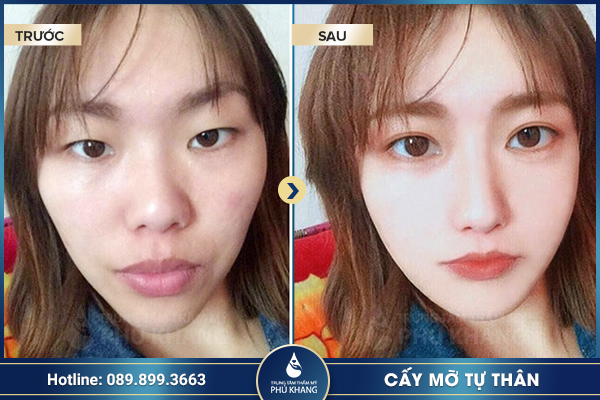 TRƯỚC
SAU
Hotline: 089.899.3663
TRUNG TÂM THẨM MỸ
PHÚ KHANG
CẤY MỠ TỰ THÂN